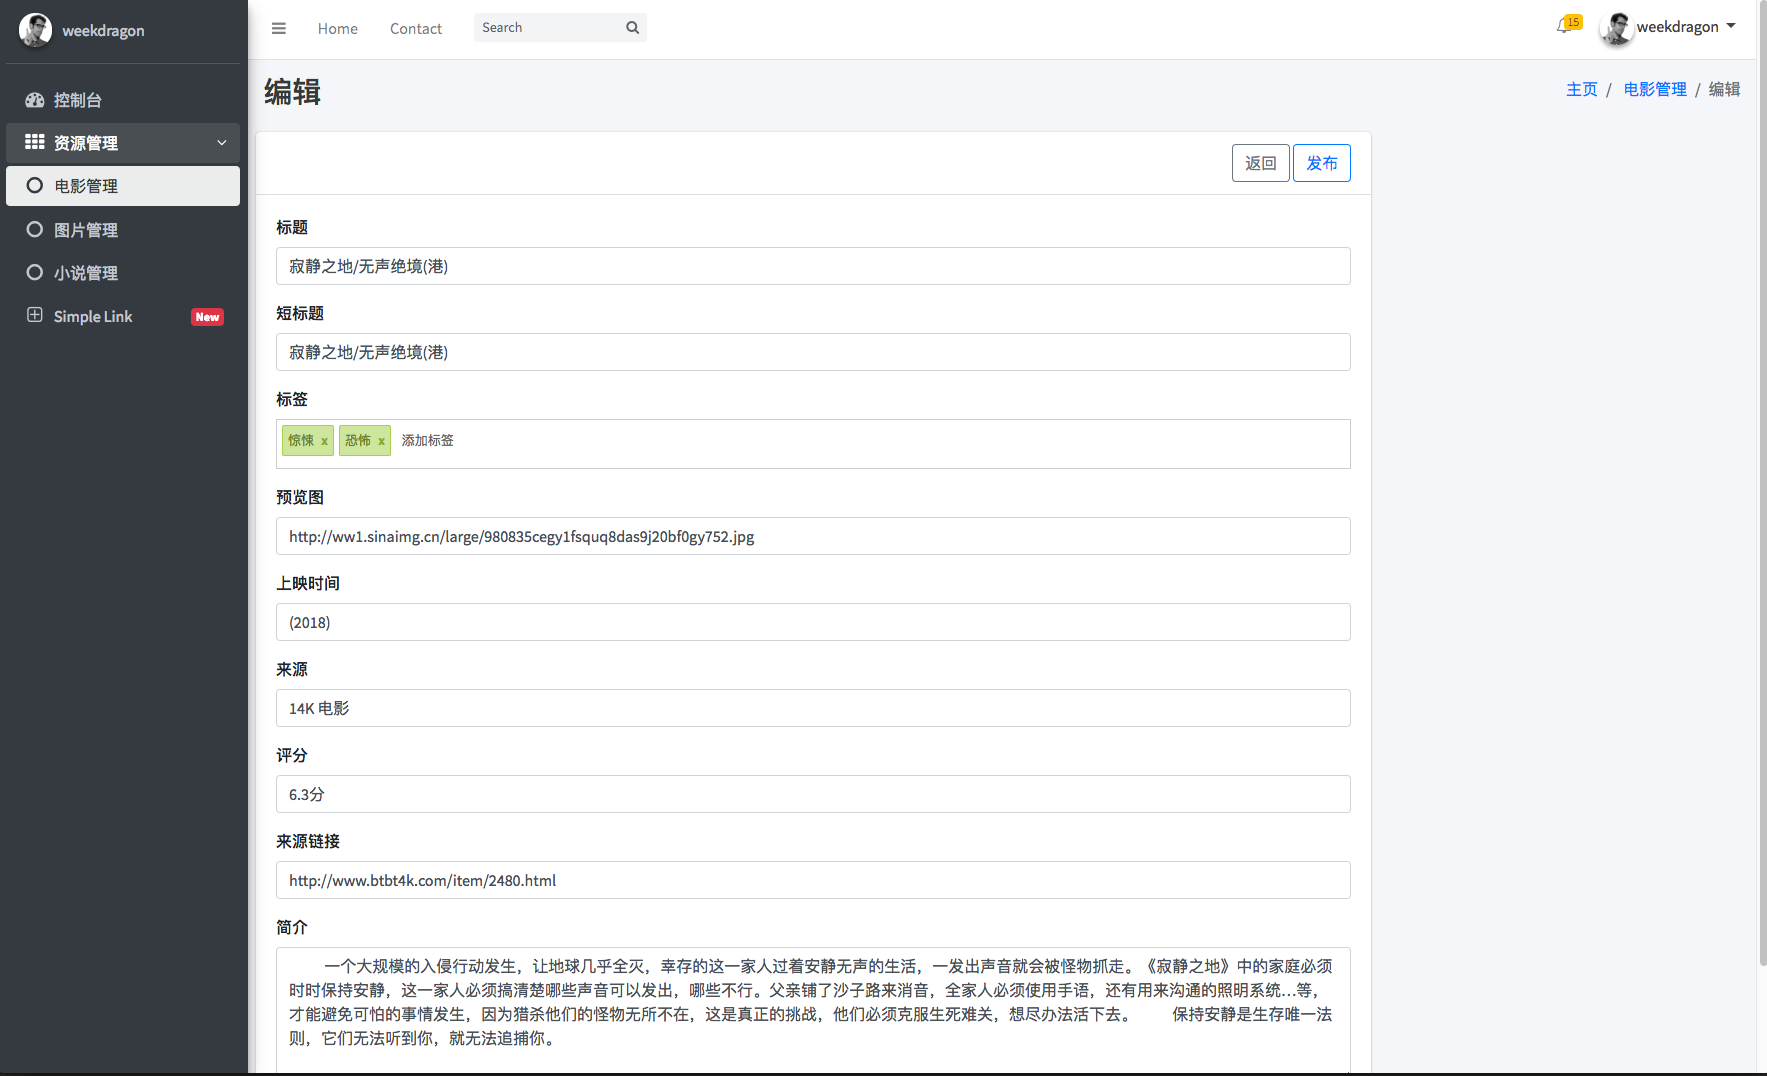 weekdragon
控制台
资源管理
电影管理
图片管理
小说管理
Simple Link New
Home Contact Search 15 weekdragon
编辑
主页 / 电影管理 / 编辑
返回 发布
标题
寂静之地/无声绝境(港)
短标题
寂静之地/无声绝境(港)
标签
惊悚 x 恐怖 x 添加标签
预览图
http://ww1.sinaimg.cn/large/980835cegy1fsquq8das9j20bf0gy752.jpg
上映时间
(2018)
来源
14K 电影
评分
6.3分
来源链接
http://www.btbt4k.com/item/2480.html
简介
一个大规模的入侵行动发生，让地球几乎全灭，幸存的这一家人过着安静无声的生活，一发出声音就会被怪物抓走。《寂静之地》中的家庭必须
时时保持安静，这一家人必须搞清楚哪些声音可以发出，哪些不行。父亲铺了沙子路来消音，全家人必须使用手语，还有用来沟通的照明系统...等，
才能避免可怕的事情发生，因为猎杀他们的怪物无所不在，这是真正的挑战，他们必须克服生死难关，想尽办法活下去。　　保持安静是生存唯一法
则，它们无法听到你，就无法追捕你。